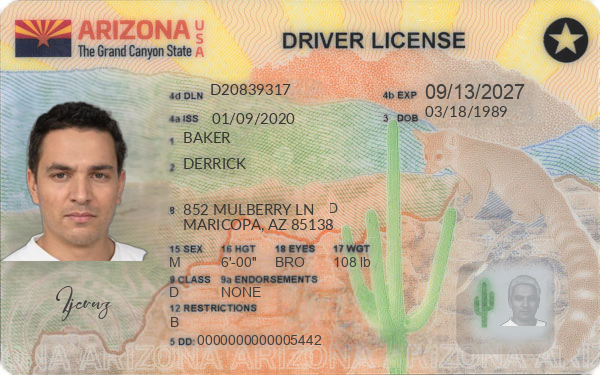 ARIZONA USA
The Grand Canyon State
DRIVER LICENSE
4d DLN D20839317
4b EXP 09/13/2027
4a ISS 01/09/2020
3 DOB 03/18/1989
1 BAKER
2 DERRICK
8 852 MULBERRY LN D
MARICOPA, AZ 85138
15 SEX 16 HGT 18 EYES 17 WGT
M 6'-00" BRO 108 lb
9 CLASS 9a ENDORSEMENTS
D NONE
12 RESTRICTIONS
B
5 DD: 0000000000005442
ARIZONA ARIZONA ARIZONA ARIZONA